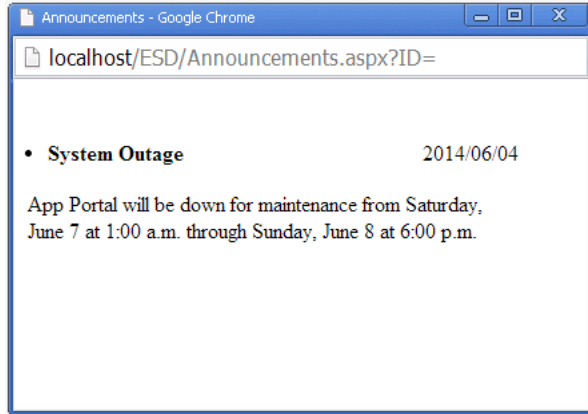 Announcements - Google Chrome
localhost/ESD/Announcements.aspx?ID=
• System Outage 2014/06/04
App Portal will be down for maintenance from Saturday,
June 7 at 1:00 a.m. through Sunday, June 8 at 6:00 p.m.